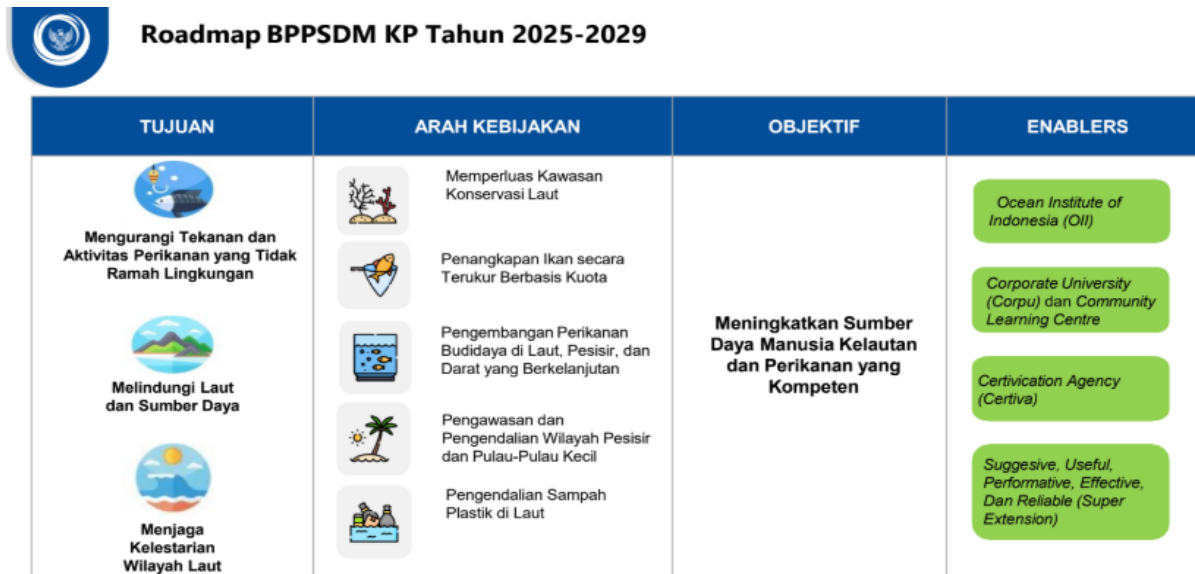 Roadmap BPPSDM KP Tahun 2025-2029
TUJUAN
ARAH KEBIJAKAN
OBJEKTIF
ENABLERS
Mengurangi Tekanan dan
Aktivitas Perikanan yang Tidak
Ramah Lingkungan
Melindungi Laut
dan Sumber Daya
Menjaga
Kelestarian
Wilayah Laut
Memperluas Kawasan
Konservasi Laut
Penangkapan Ikan secara
Terukur Berbasis Kuota
Pengembangan Perikanan
Budidaya di Laut, Pesisir, dan
Darat yang Berkelanjutan
Pengawasan dan
Pengendalian Wilayah Pesisir
dan Pulau-Pulau Kecil
Pengendalian Sampah
Plastik di Laut
Meningkatkan Sumber
Daya Manusia Kelautan
dan Perikanan yang
Kompeten
Ocean Institute of
Indonesia (OII)
Corporate University
(Corpu) dan Community
Learning Centre
Certivication Agency
(Certiva)
Suggesive, Useful,
Performative, Effective,
Dan Reliable (Super
Extension)